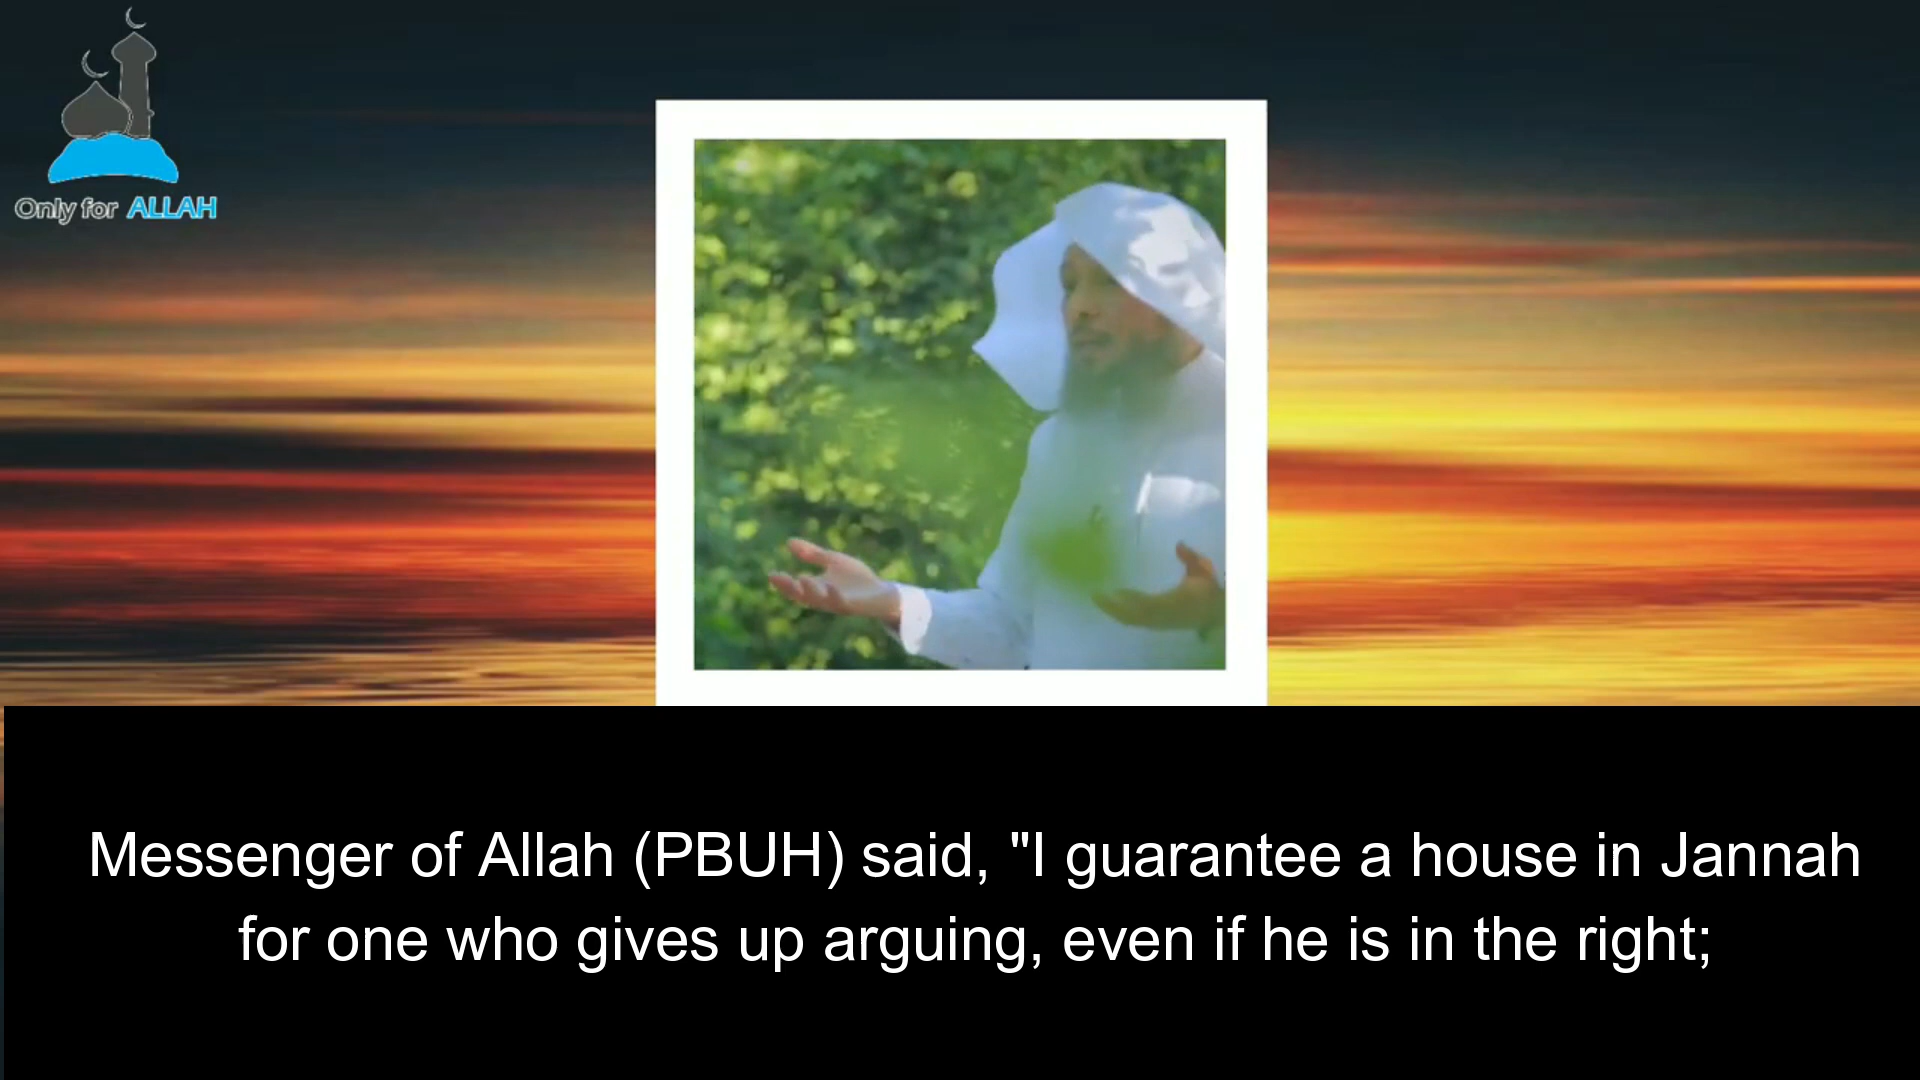 Only for ALLAH
Messenger of Allah (PBUH) said, "I guarantee a house in Jannah
for one who gives up arguing, even if he is in the right;